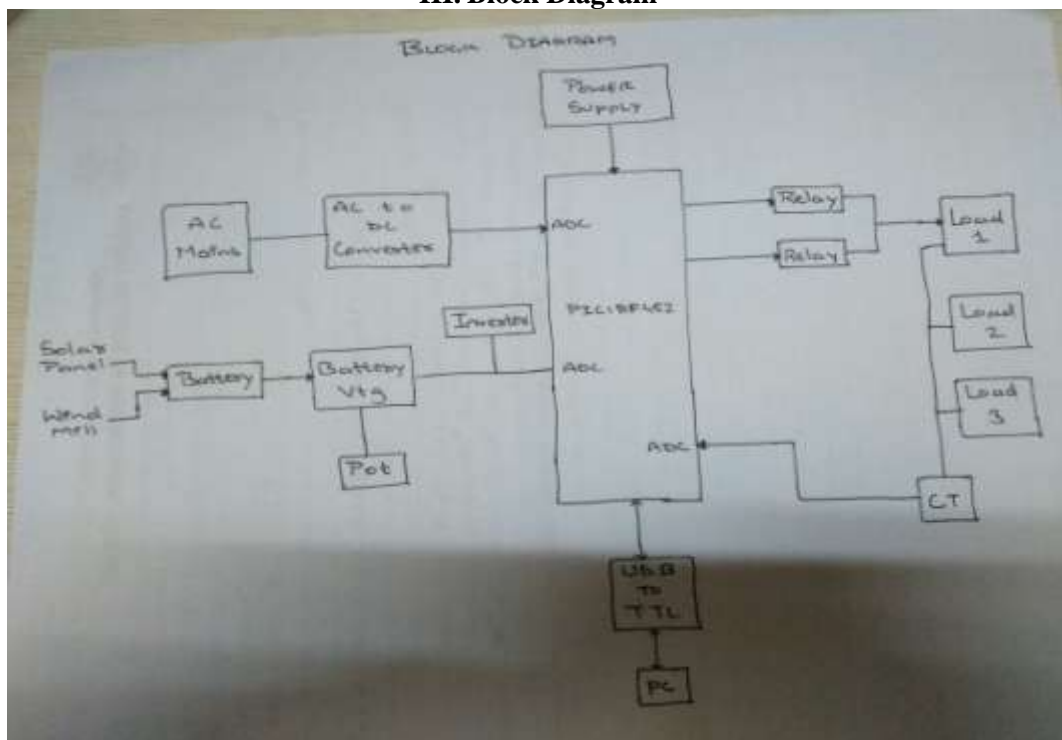 III. Block Diagram
BLOCK DIAGRAM
POWER
SUPPLY
AC
Mains
AC to
DC
Converter
ADC
Relay
Load
1
Relay
PIC18F452
Inverter
Load
2
Solar
Panel
Battery
Battery
Vtg
ADC
Wind
Mill
Load
3
Pot
ADC
CT
USB
TO
TTL
PC